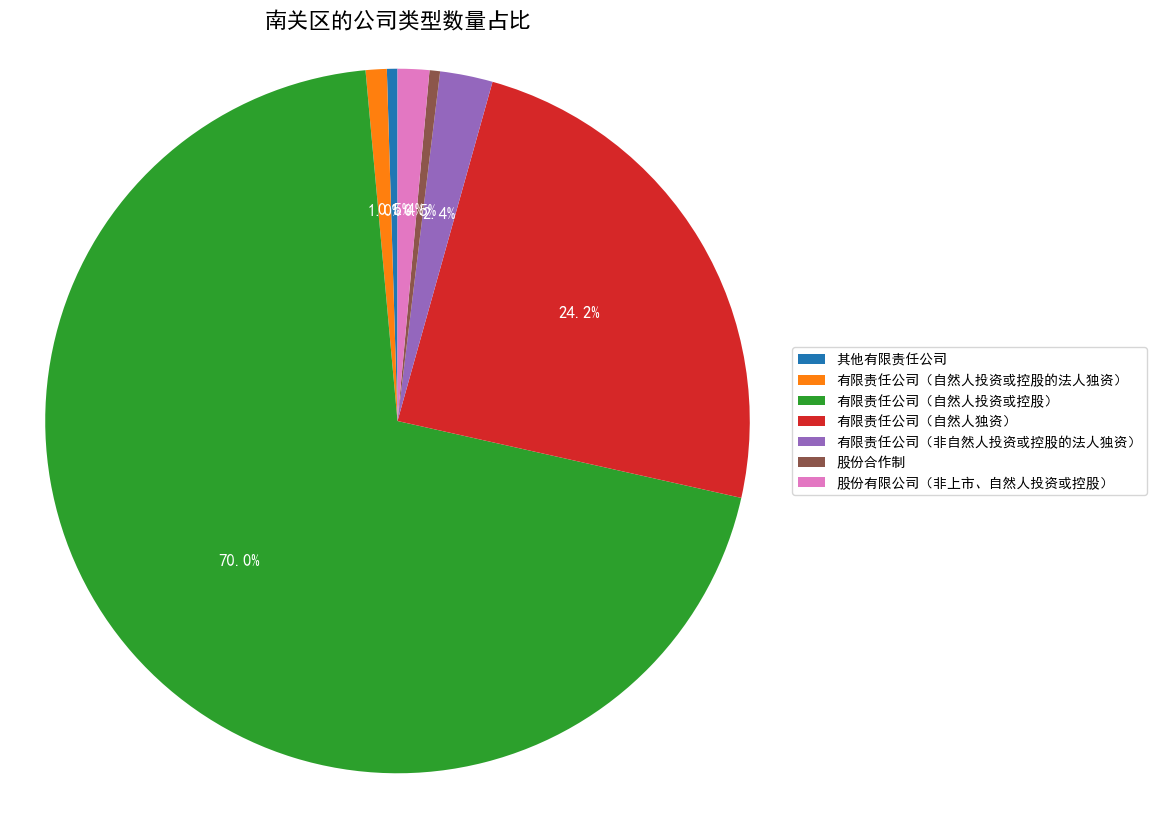 南关区的公司类型数量占比
2.4%
24.2%
70.0%
其他有限责任公司
有限责任公司（自然人投资或控股的法人独资）
有限责任公司（自然人投资或控股）
有限责任公司（自然人独资）
有限责任公司（非自然人投资或控股的法人独资）
股份合作制
股份有限公司（非上市、自然人投资或控股）